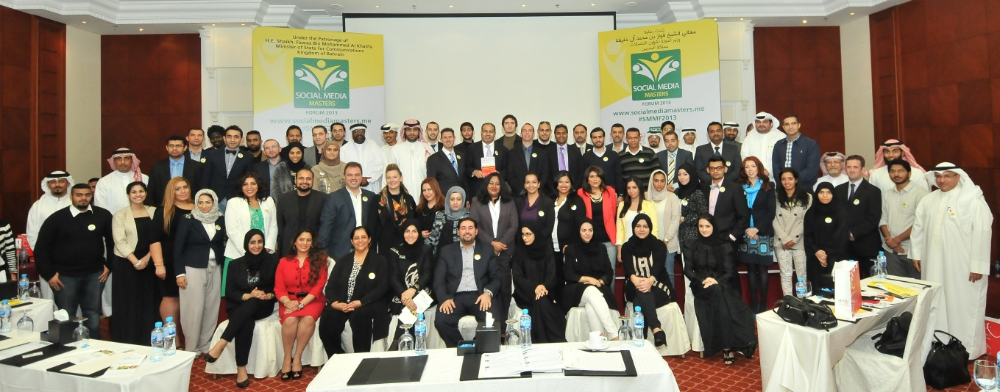 Under the Patronage of
H.E. Shaikh. Fawaz Bin Mohammed Al Khalifa
Minister of State for Communications
Kingdom of Bahrain
SOCIAL MEDIA
MASTERS
FORUM 2013
www.socialmediamasters.me
تحت رعاية
معالي الشيخ فواز بن محمد آل خليفة
وزير الدولة لشؤون الاتصالات
مملكة البحرين
SOCIAL MEDIA
MASTERS
FORUM 2013
www.socialmediamasters.me
#SMMF2013